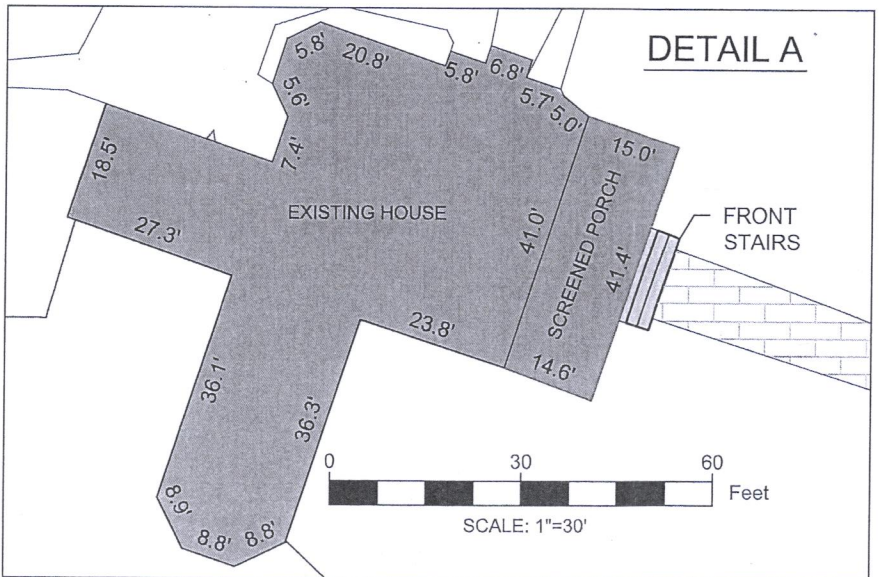 DETAIL A
5.8'
20.8'
5.8'
6.8'
5.7'
5.0'
15.0'
5.6'
7.4'
18.5'
27.3'
EXISTING HOUSE
41.0'
SCREENED PORCH
41.4'
FRONT
STAIRS
23.8'
14.6'
36.1'
36.3'
8.9'
8.8'
8.8'
0 30 60
Feet
SCALE: 1"=30'